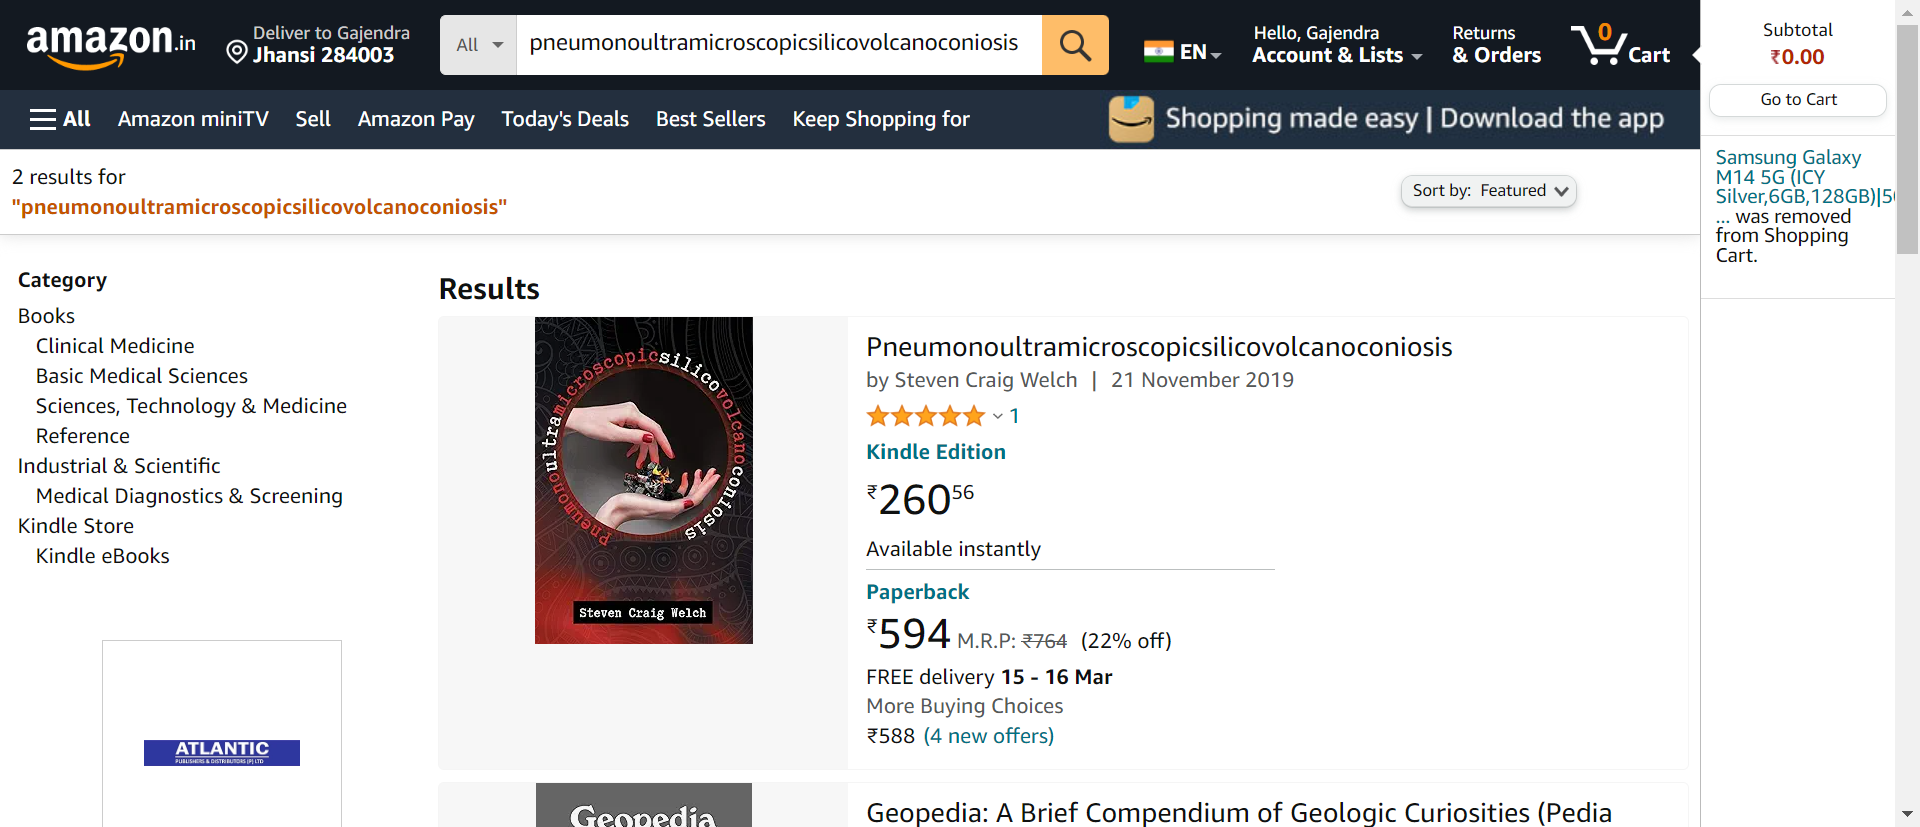 amazon.in
Deliver to Gajendra
Jhansi 284003
All
pneumonoultramicroscopicsilicovolcanoconiosis
EN
Hello, Gajendra
Account & Lists
Returns
& Orders
0
Cart
All
Amazon miniTV
Sell
Amazon Pay
Today's Deals
Best Sellers
Keep Shopping for
Shopping made easy | Download the app
Subtotal
₹0.00
Go to Cart
Samsung Galaxy
M14 5G (ICY
Silver,6GB,128GB)|5G
... was removed
from Shopping
Cart.
2 results for
"pneumonoultramicroscopicsilicovolcanoconiosis"
Sort by: Featured
Category
Books
Clinical Medicine
Basic Medical Sciences
Sciences, Technology & Medicine
Reference
Industrial & Scientific
Medical Diagnostics & Screening
Kindle Store
Kindle eBooks
ATLANTIC
PUBLISHERS & DISTRIBUTORS (P) LTD
Results
pneumonoultramicroscopicsilicovolcanoconiosis
Steven Craig Welch
Pneumonoultramicroscopicsilicovolcanoconiosis
by Steven Craig Welch | 21 November 2019
1
Kindle Edition
₹260.56
Available instantly
Paperback
₹594 M.R.P: ₹764 (22% off)
FREE delivery 15 - 16 Mar
More Buying Choices
₹588 (4 new offers)
Geopedia
Geopedia: A Brief Compendium of Geologic Curiosities (Pedia